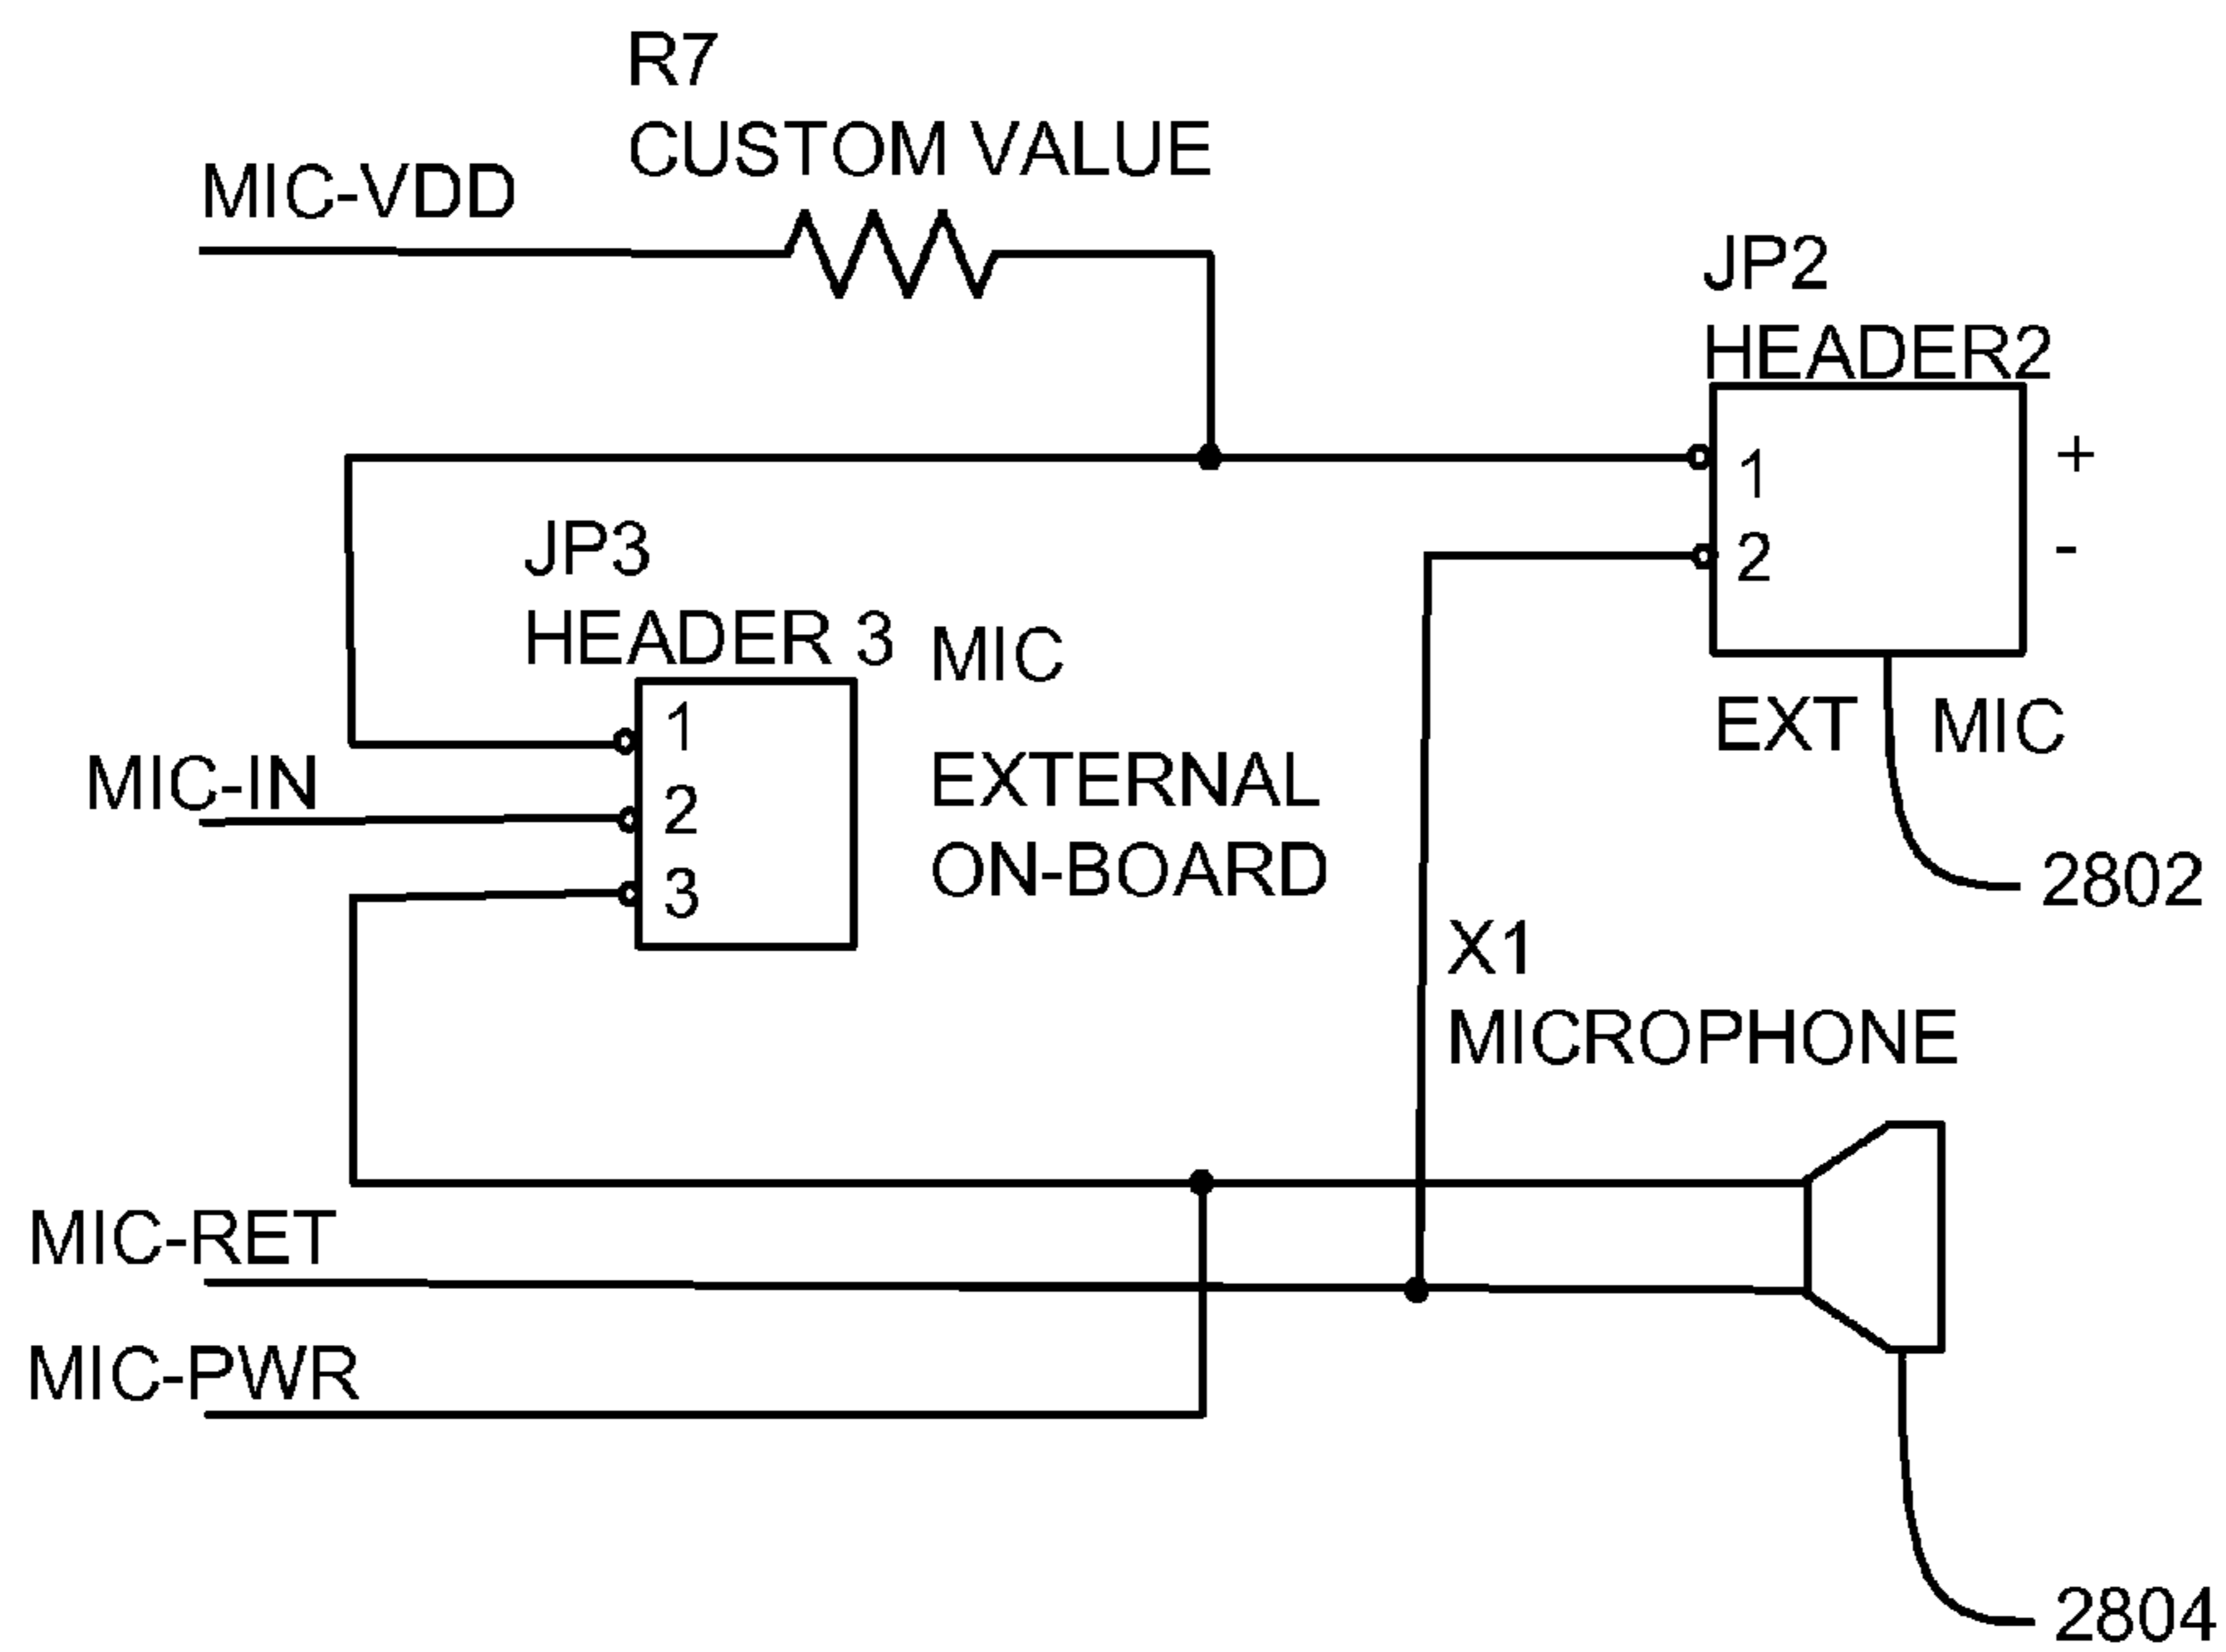 R7
CUSTOM VALUE
MIC-VDD
JP2
HEADER2
1
+
2
-
JP3
HEADER 3
MIC
1
EXT MIC
MIC-IN
2
EXTERNAL
3
ON-BOARD
2802
X1
MICROPHONE
MIC-RET
MIC-PWR
2804